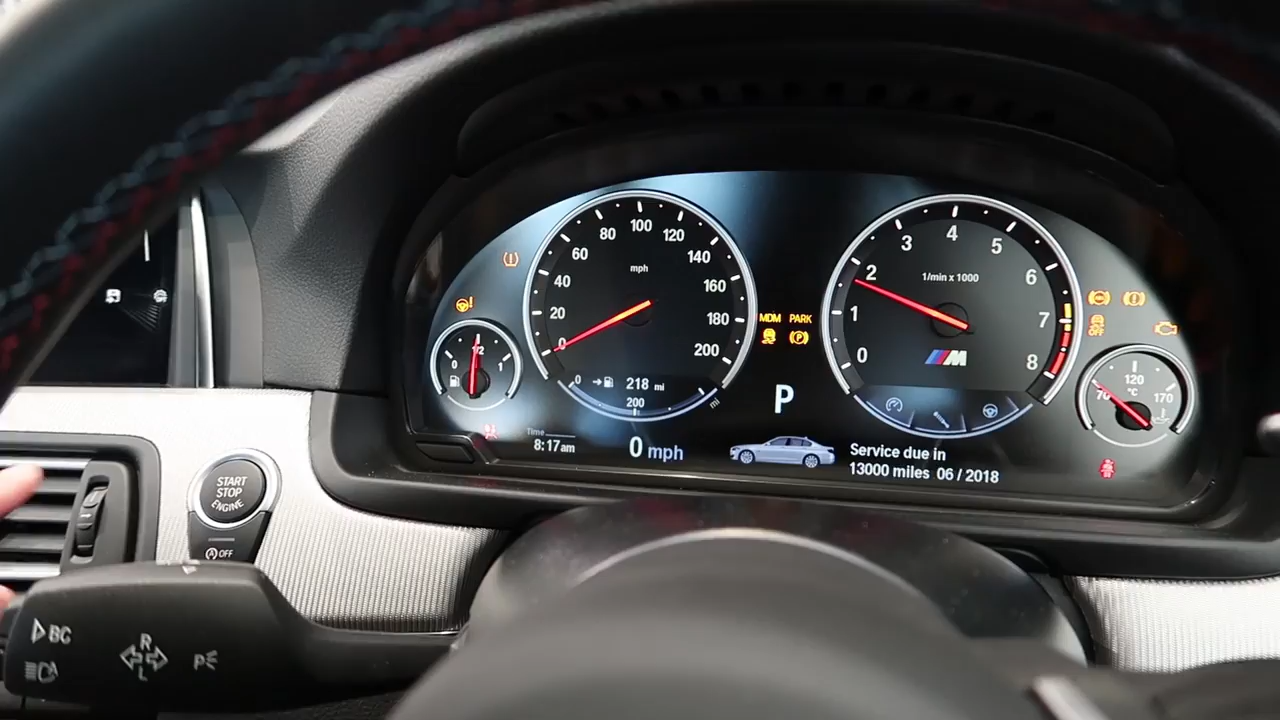 0
20
40
60
80
100
120
140
160
180
200
mph
0 1/2 1
0
218 mi
200
mi
Time
8:17am
0 mph
MDM PARK
P
P
0
1
2
3
4
5
6
7
8
1/min x 1000
M
ABS
OFF
70
120
°C
170
Service due in
13000 miles 06 / 2018
START
STOP
ENGINE
A OFF
BC
R
L
P